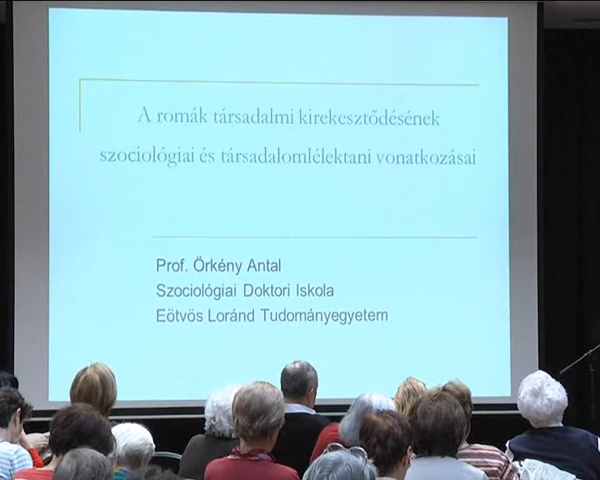 A romák társadalmi kirekesztődésének
szociológiai és társadalomlélektani vonatkozásai
Prof. Örkény Antal
Szociológiai Doktori Iskola
Eötvös Loránd Tudományegyetem